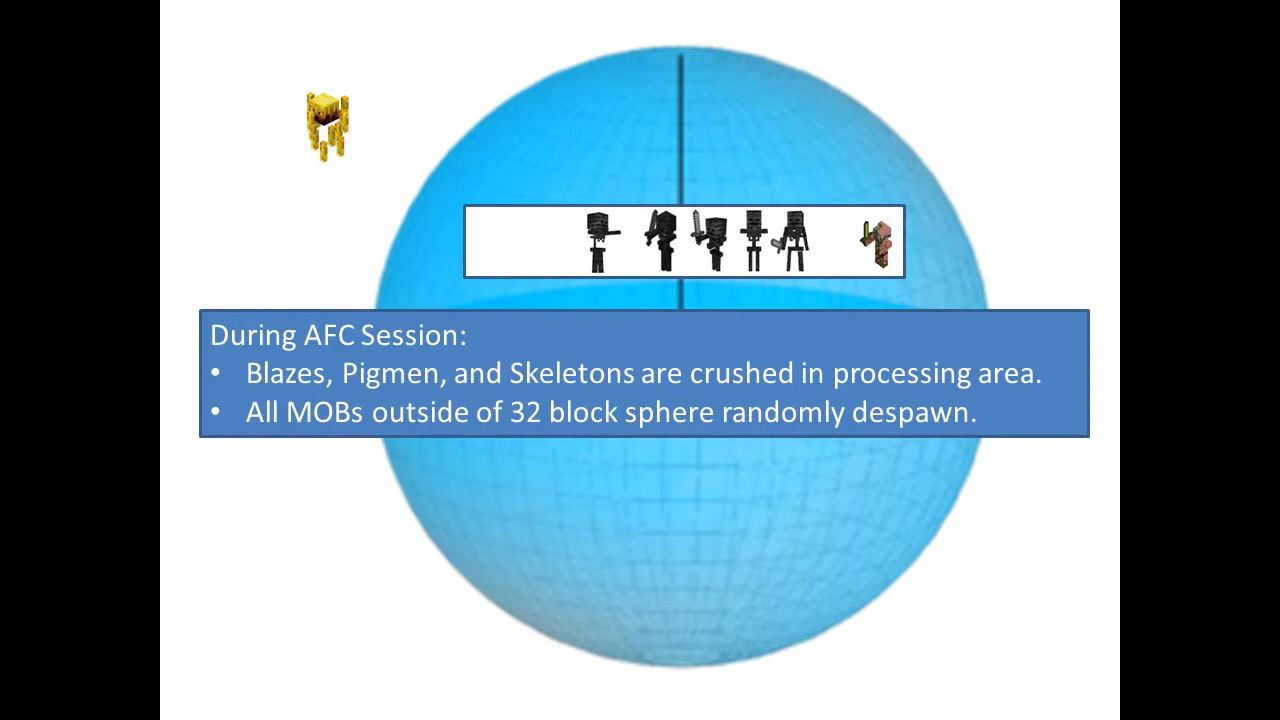 During AFC Session:
• Blazes, Pigmen, and Skeletons are crushed in processing area.
• All MOBs outside of 32 block sphere randomly despawn.